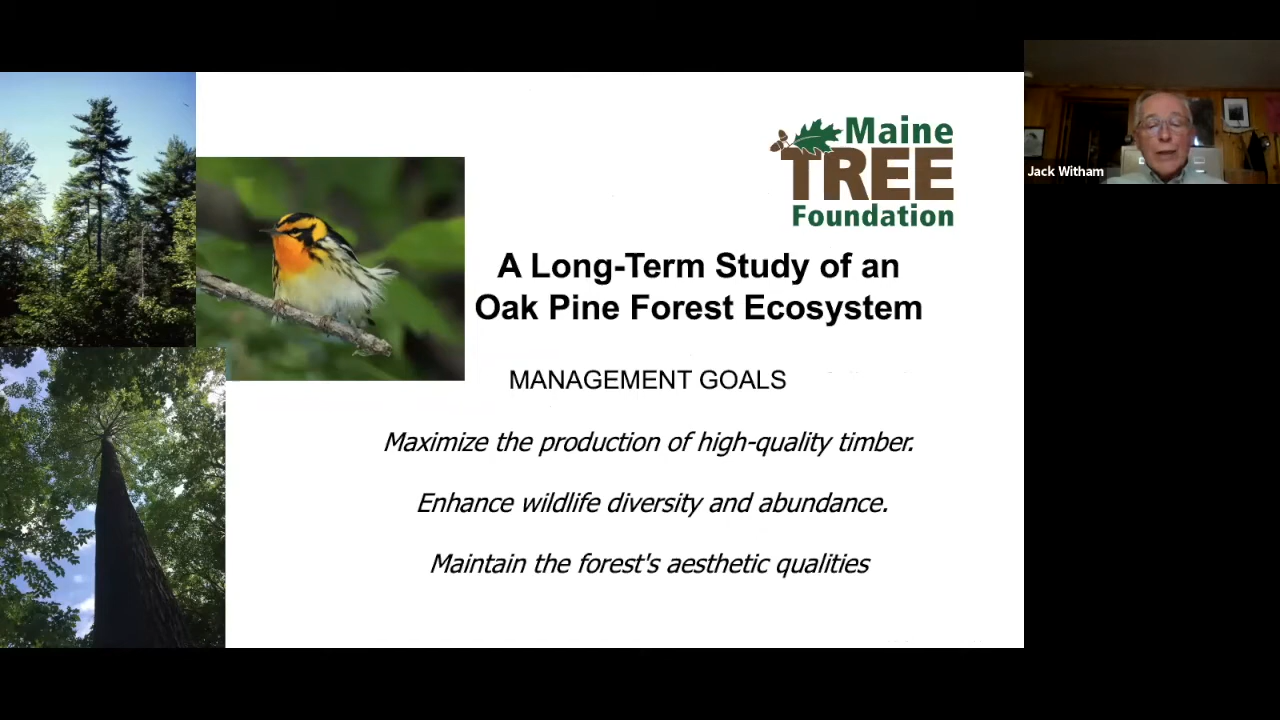 Maine
TREE
Foundation
Jack Witham
A Long-Term Study of an
Oak Pine Forest Ecosystem
MANAGEMENT GOALS
Maximize the production of high-quality timber.
Enhance wildlife diversity and abundance.
Maintain the forest's aesthetic qualities